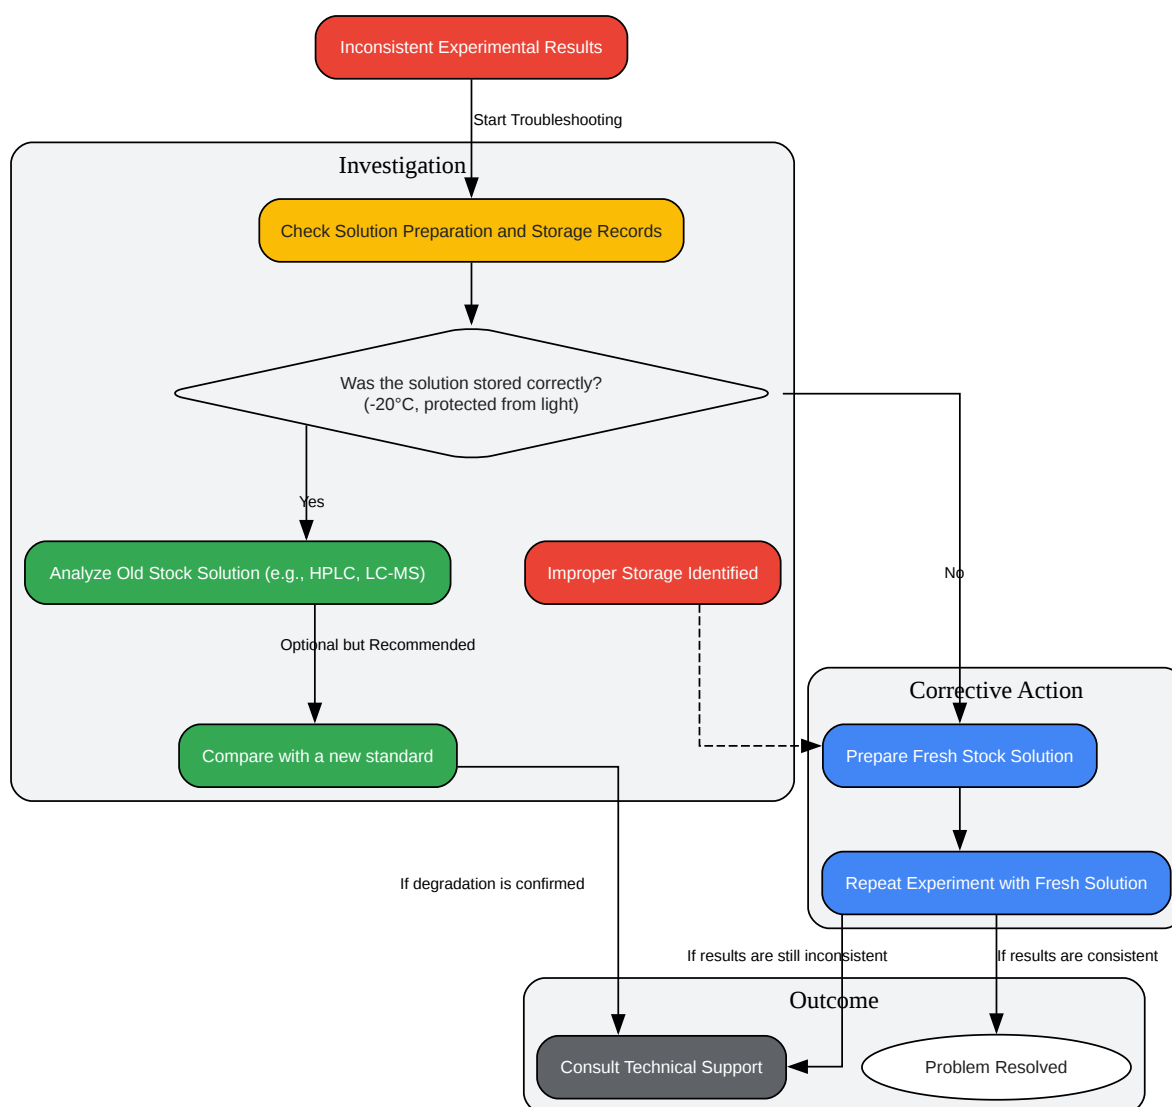 Inconsistent Experimental Results
Start Troubleshooting
Investigation
Check Solution Preparation and Storage Records
Was the solution stored correctly?
(-20°C, protected from light)
Yes
Analyze Old Stock Solution (e.g., HPLC, LC-MS)
Improper Storage Identified
No
Optional but Recommended
Corrective Action
Compare with a new standard
Prepare Fresh Stock Solution
If degradation is confirmed
Repeat Experiment with Fresh Solution
If results are still inconsistent
If results are consistent
Outcome
Consult Technical Support
Problem Resolved